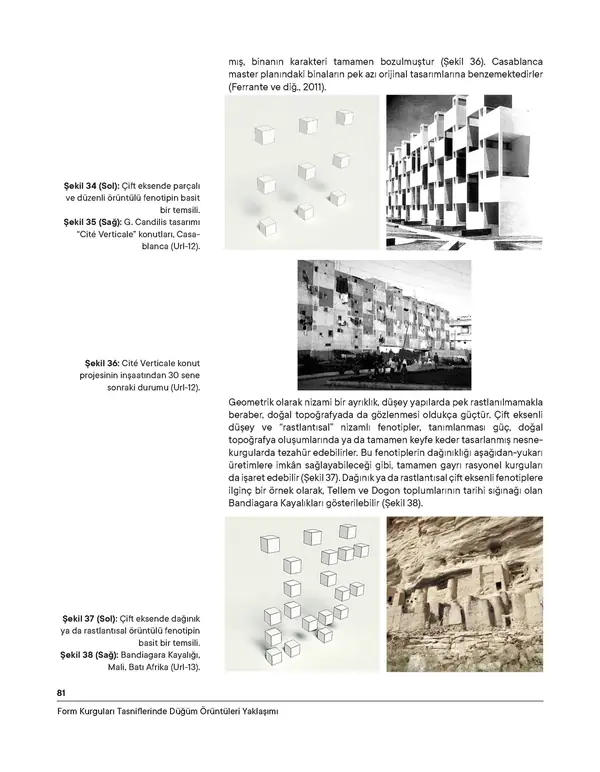 mış, binanın karakteri tamamen bozulmuştur (Şekil 36). Casablanca
master planındaki binaların pek azı orijinal tasarımlarına benzemektedirler
(Ferrante ve diğ., 2011).
Şekil 34 (Sol): Çift eksende parçalı
ve düzenli örüntülü fenotipin basit
bir temsili.
Şekil 35 (Sağ): G. Candilis tasarımı
“Cité Verticale” konutları, Casa-
blanca (Url-12).
Şekil 36: Cité Verticale konut
projesinin inşaatından 30 sene
sonraki durumu (Url-12).
Geometrik olarak nizami bir ayrıklık, düşey yapılarda pek rastlanılmamakla
beraber, doğal topoğrafyada da gözlenmesi oldukça güçtür. Çift eksenli
düşey ve “rastlantısal” nizamlı fenotipler, tanımlanması güç, doğal
topoğrafya oluşumlarında ya da tamamen keyfe keder tasarlanmış nesne-
kurgularda tezahür edebilirler. Bu fenotiplerin dağınıklığı aşağıdan-yukarı
üretimlere imkân sağlayabileceği gibi, tamamen gayrı rasyonel kurguları
da işaret edebilir (Şekil 37). Dağınık ya da rastlantısal çift eksenli fenotiplere
ilginç bir örnek olarak, Tellem ve Dogon toplumlarının tarihi sığınağı olan
Bandiagara Kayalıkları gösterilebilir (Şekil 38).
Şekil 37 (Sol): Çift eksende dağınık
ya da rastlantısal örüntülü fenotipin
basit bir temsili.
Şekil 38 (Sağ): Bandiagara Kayalığı,
Mali, Batı Afrika (Url-13).
81
Form Kurguları Tasniflerinde Düğüm Örüntüleri Yaklaşımı